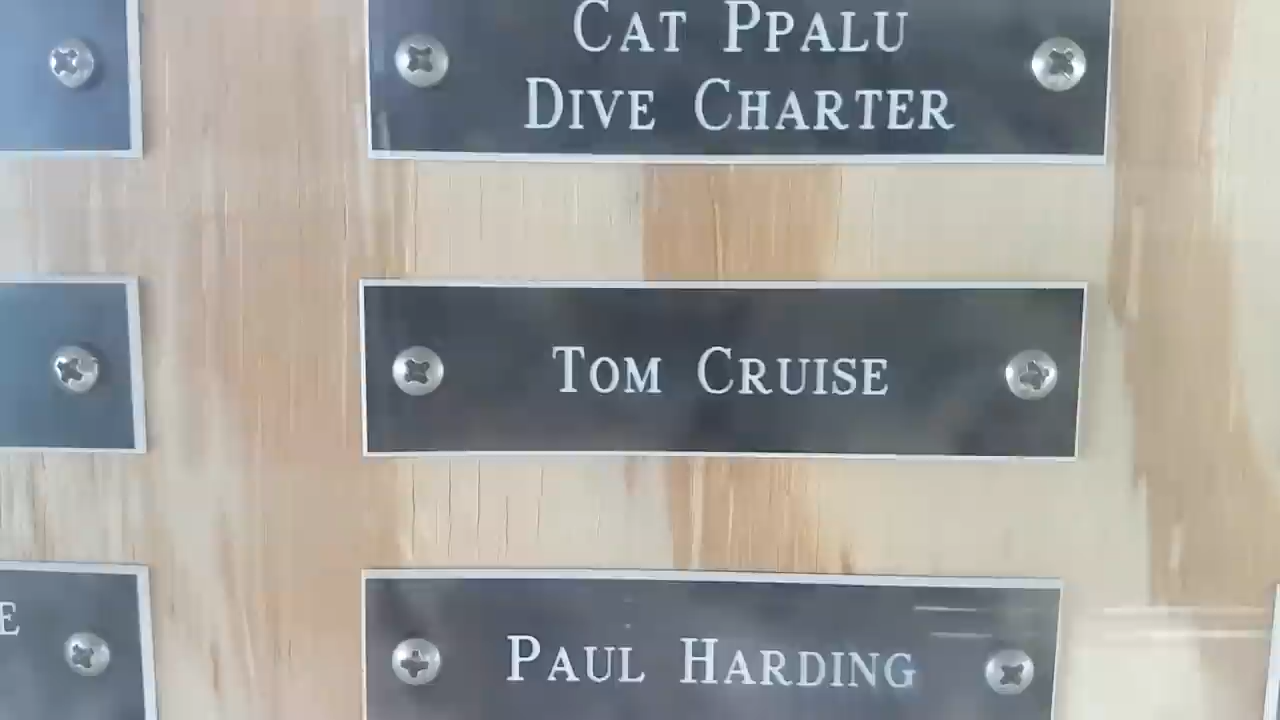 CAT PPALU
DIVE CHARTER
TOM CRUISE
E
PAUL HARDING